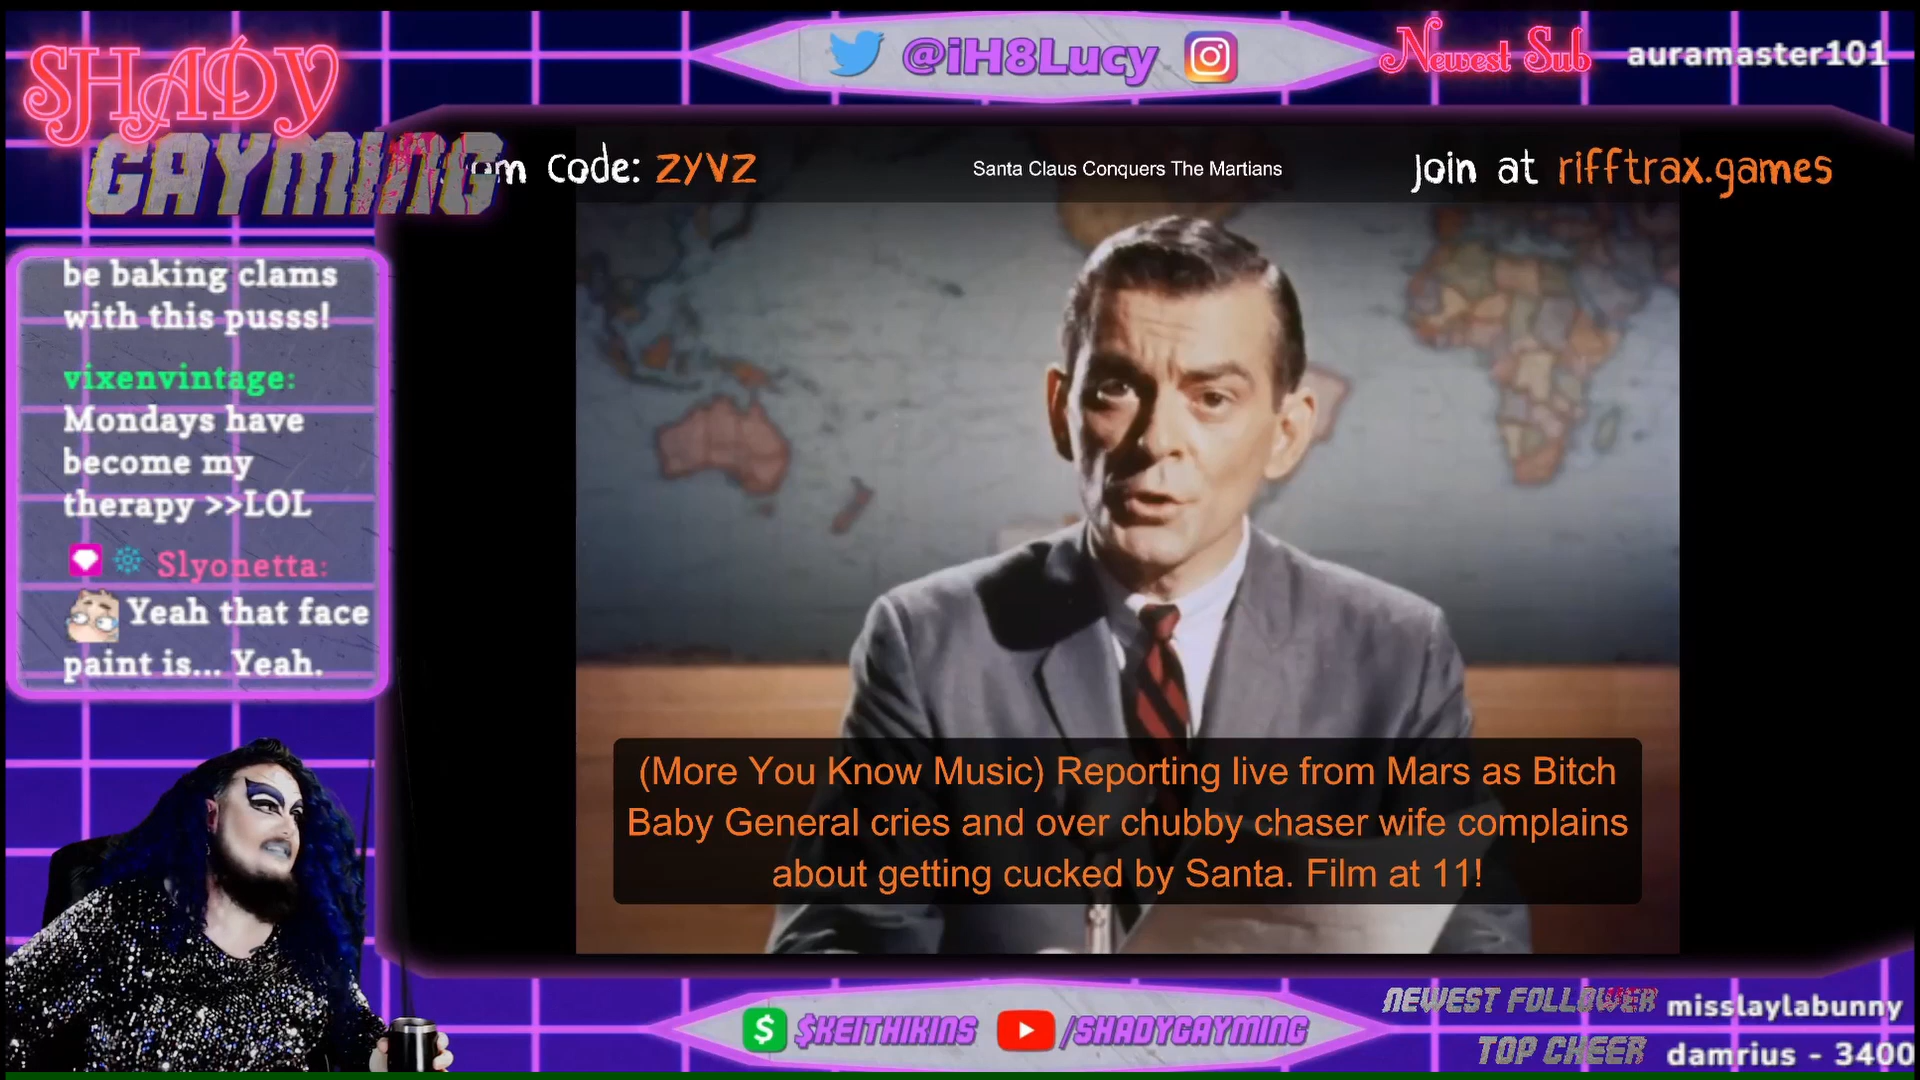 SHADY
GAYMING
@iH8Lucy
Newest Sub
auramaster101
om Code: ZYVZ
Santa Claus Conquers The Martians
Join at rifftrax.games
be baking clams
with this pusss!
vixenvintage:
Mondays have
become my
therapy >>LOL
Slyonetta:
Yeah that face
paint is... Yeah.
(More You Know Music) Reporting live from Mars as Bitch
Baby General cries and over chubby chaser wife complains
about getting cucked by Santa. Film at 11!
$KEITHIKINS
/SHADYGAYMING
NEWEST FOLLOWER
misslaylabunny
TOP CHEER
damrius - 3400